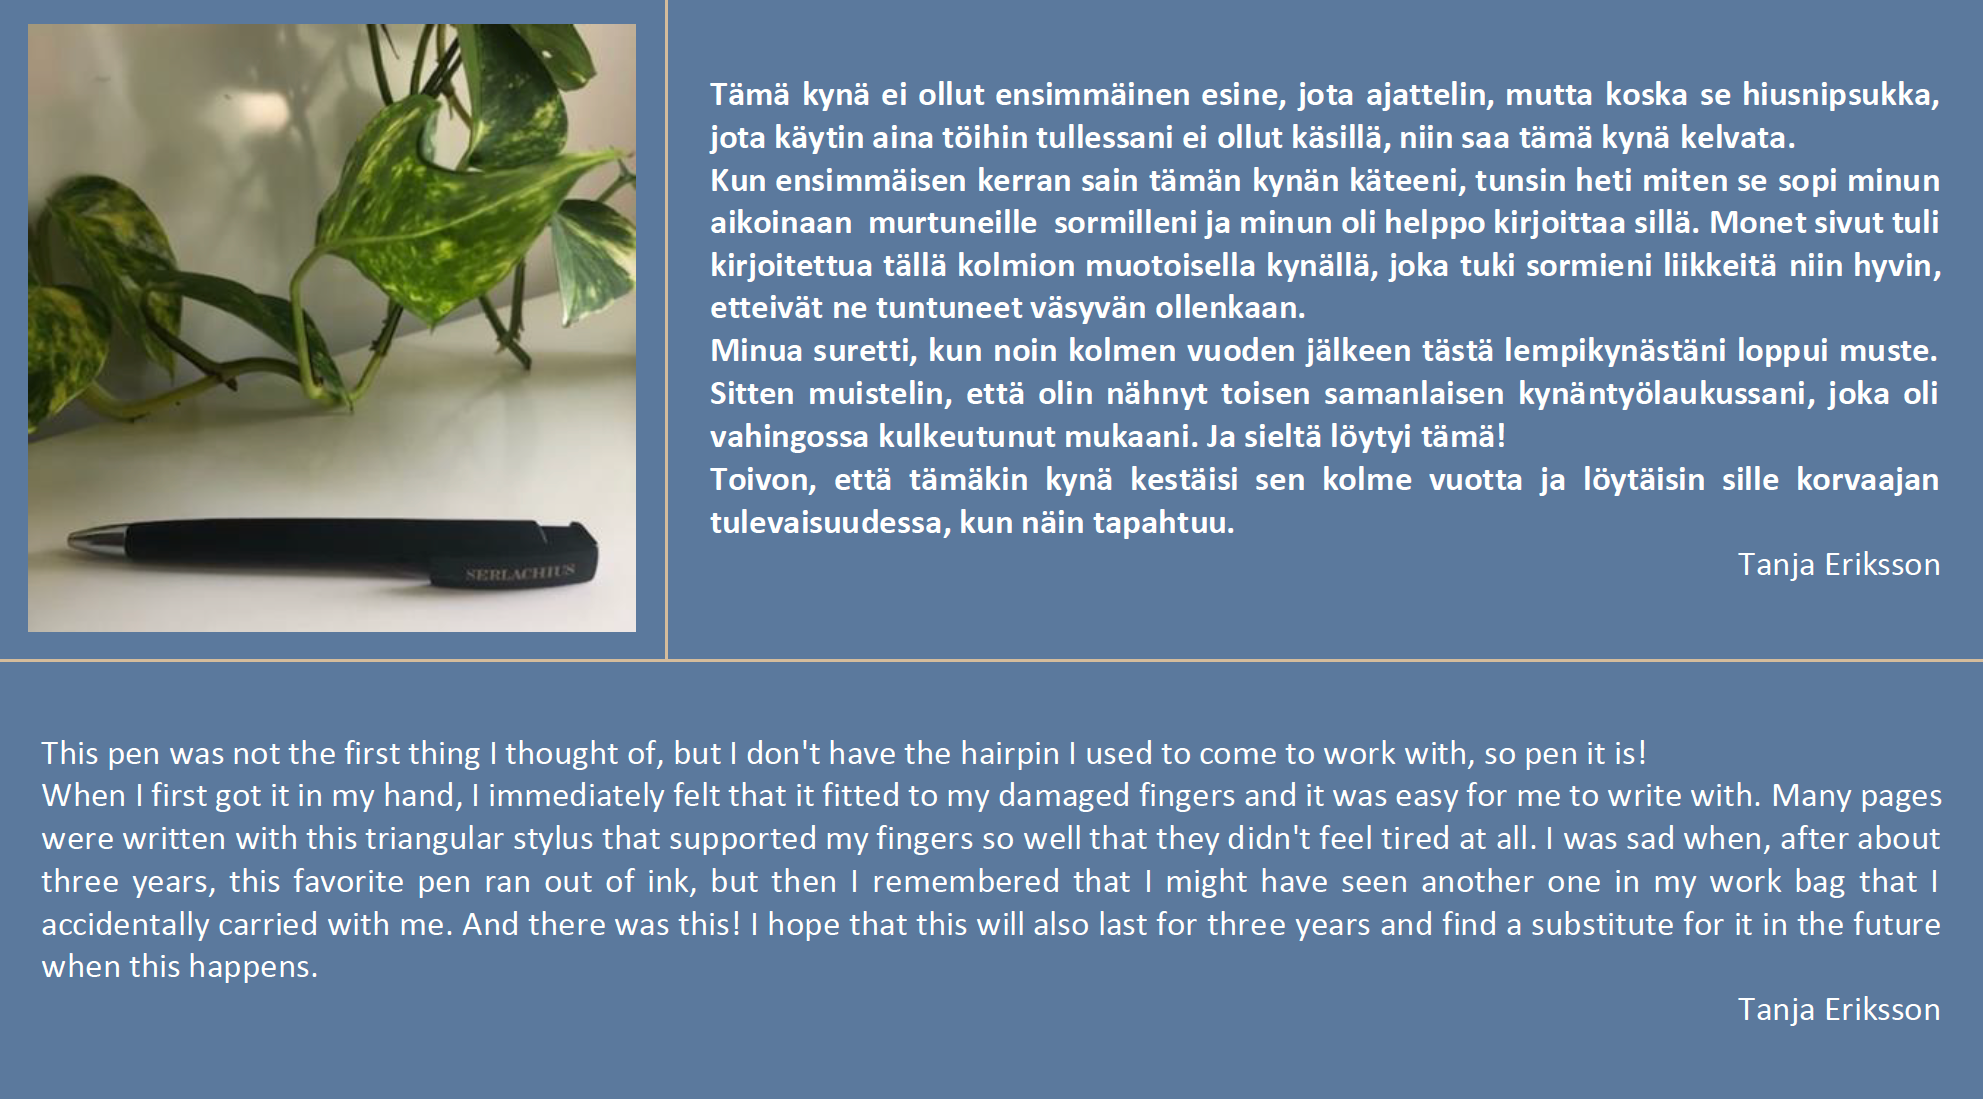 SERLACHIUS
Tämä kynä ei ollut ensimmäinen esine, jota ajattelin, mutta koska se hiusnipsukka,
jota käytin aina töihin tullessani ei ollut käsillä, niin saa tämä kynä kelvata.
Kun ensimmäisen kerran sain tämän kynän käteeni, tunsin heti miten se sopi minun
aikoinaan murtuneille sormilleni ja minun oli helppo kirjoittaa sillä. Monet sivut tuli
kirjoitettua tällä kolmion muotoisella kynällä, joka tuki sormieni liikkeitä niin hyvin,
etteivät ne tuntuneet väsyvän ollenkaan.
Minua suretti, kun noin kolmen vuoden jälkeen tästä lempikynästäni loppui muste.
Sitten muistelin, että olin nähnyt toisen samanlaisen kynäntyölaukussani, joka oli
vahingossa kulkeutunut mukaani. Ja sieltä löytyi tämä!
Toivon, että tämäkin kynä kestäisi sen kolme vuotta ja löytäisin sille korvaajan
tulevaisuudessa, kun näin tapahtuu.
Tanja Eriksson
This pen was not the first thing I thought of, but I don't have the hairpin I used to come to work with, so pen it is!
When I first got it in my hand, I immediately felt that it fitted to my damaged fingers and it was easy for me to write with. Many pages
were written with this triangular stylus that supported my fingers so well that they didn't feel tired at all. I was sad when, after about
three years, this favorite pen ran out of ink, but then I remembered that I might have seen another one in my work bag that I
accidentally carried with me. And there was this! I hope that this will also last for three years and find a substitute for it in the future
when this happens.
Tanja Eriksson